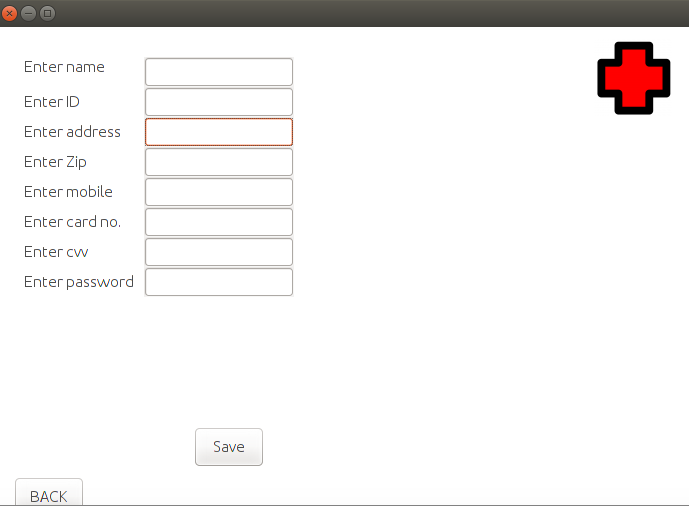 Enter name
Enter ID
Enter address
Enter Zip
Enter mobile
Enter card no.
Enter cvv
Enter password
Save
BACK